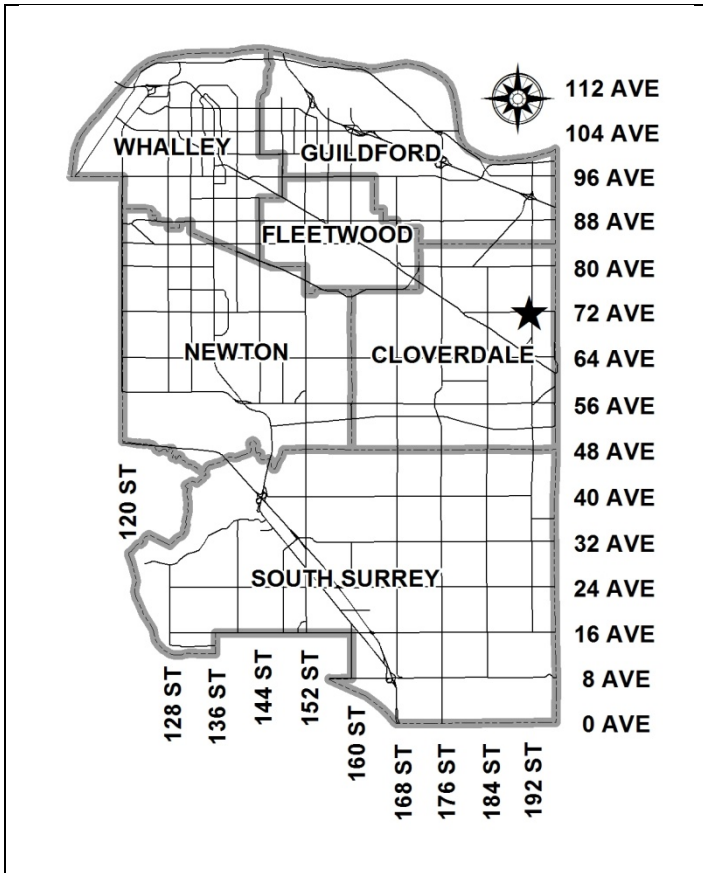 112 AVE
104 AVE
WHALLEY
GUILDFORD
96 AVE
88 AVE
FLEETWOOD
80 AVE
72 AVE
NEWTON
CLOVERDALE
64 AVE
56 AVE
48 AVE
120 ST
40 AVE
32 AVE
SOUTH SURREY
24 AVE
16 AVE
8 AVE
0 AVE
128 ST
136 ST
144 ST
152 ST
160 ST
168 ST
176 ST
184 ST
192 ST